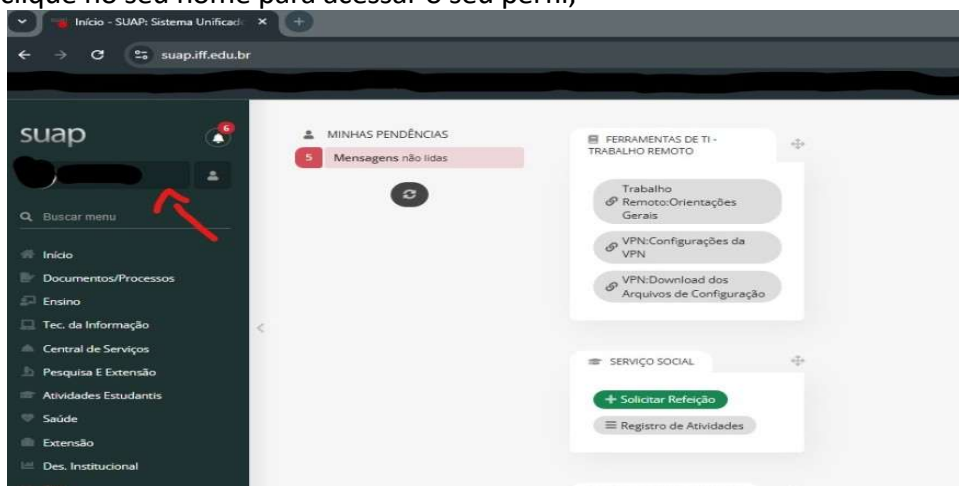 clique no seu nome para acessar o seu perfil,
Início - SUAP: Sistema Unificad
suap.iff.edu.br
suap
6
Buscar menu
Início
Documentos/Processos
Ensino
Tec. da Informação
Central de Serviços
Pesquisa E Extensão
Atividades Estudantis
Saúde
Extensão
Des. Institucional
MINHAS PENDÊNCIAS
5 Mensagens não lidas
FERRAMENTAS DE TI -
TRABALHO REMOTO
Trabalho
Remoto:Orientações
Gerais
VPN:Configurações da
VPN
VPN:Download dos
Arquivos de Configuração
SERVIÇO SOCIAL
+ Solicitar Refeição
Registro de Atividades